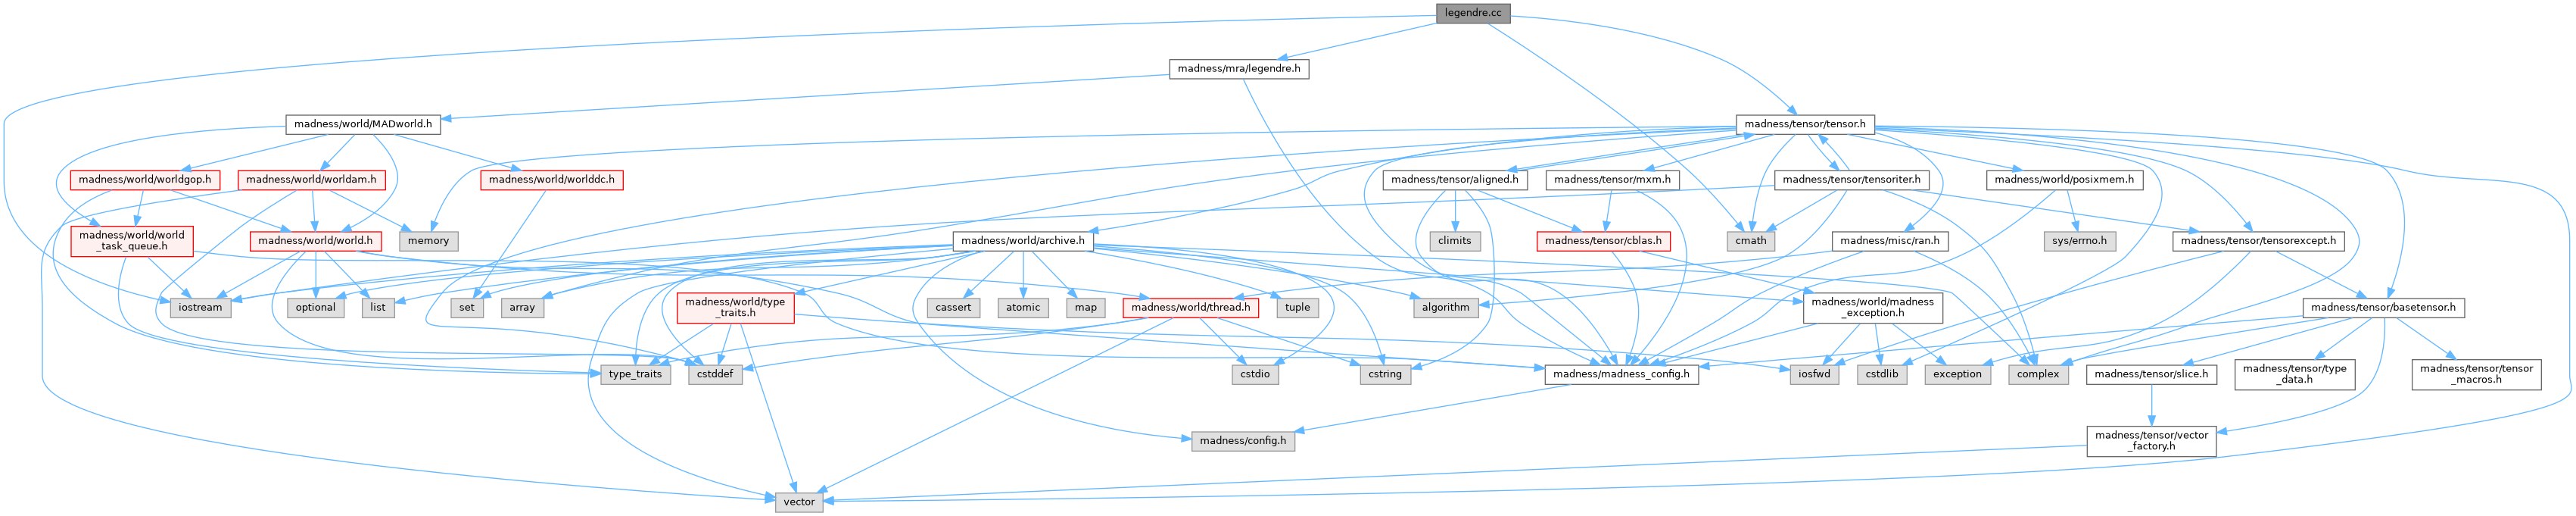 legendre.cc
madness/mra/legendre.h
madness/world/MADworld.h
madness/tensor/tensor.h
madness/world/worldgop.h
madness/world/worldam.h
madness/world/worlddc.h
madness/tensor/aligned.h
madness/tensor/mxm.h
madness/tensor/tensoriter.h
madness/world/posixmem.h
madness/world/world
_task_queue.h
madness/world/world.h
memory
madness/world/archive.h
climits
madness/tensor/cblas.h
cmath
madness/misc/ran.h
sys/errno.h
madness/tensor/tensorexcept.h
iostream
optional
list
set
array
madness/world/type
_traits.h
cassert
atomic
map
madness/world/thread.h
tuple
algorithm
madness/world/madness
_exception.h
madness/tensor/basetensor.h
type_traits
cstddef
cstdio
cstring
madness/madness_config.h
iosfwd
cstdlib
exception
complex
madness/tensor/slice.h
madness/tensor/type
_data.h
madness/tensor/tensor
_macros.h
madness/config.h
madness/tensor/vector
_factory.h
vector